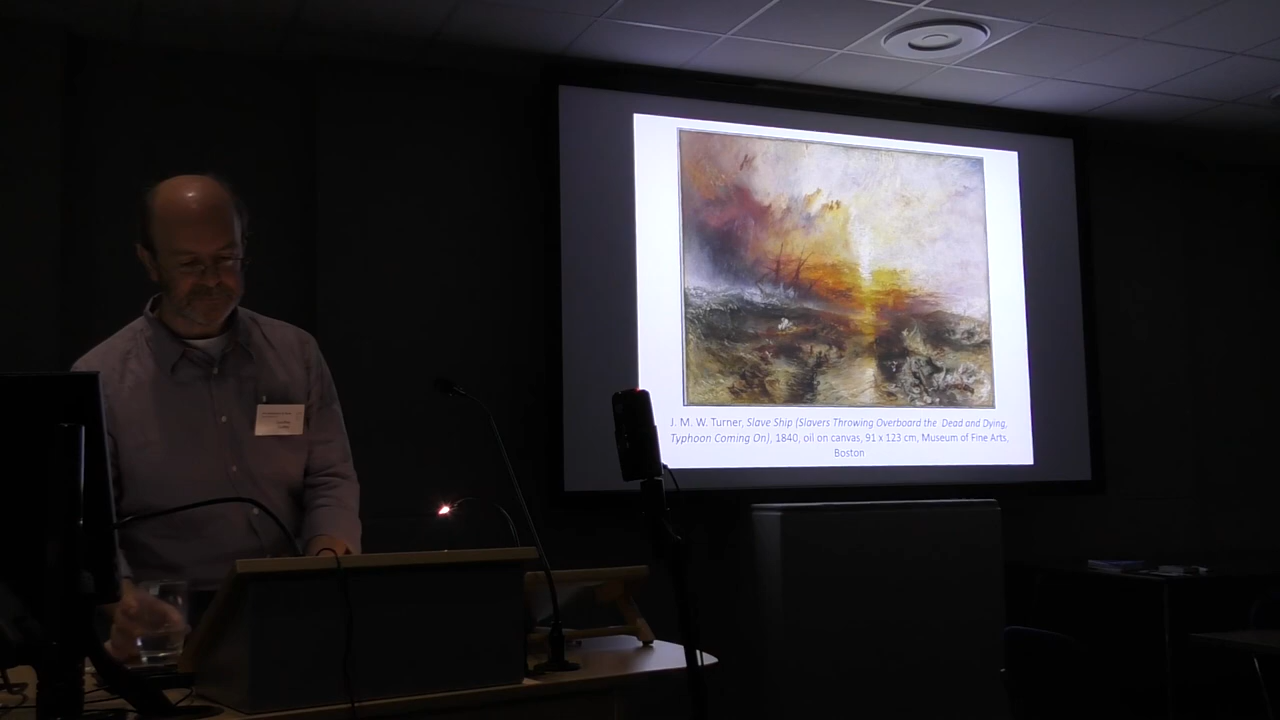 J. M. W. Turner, Slave Ship (Slavers Throwing Overboard the Dead and Dying,
Typhoon Coming On), 1840, oil on canvas, 91 x 123 cm, Museum of Fine Arts,
Boston